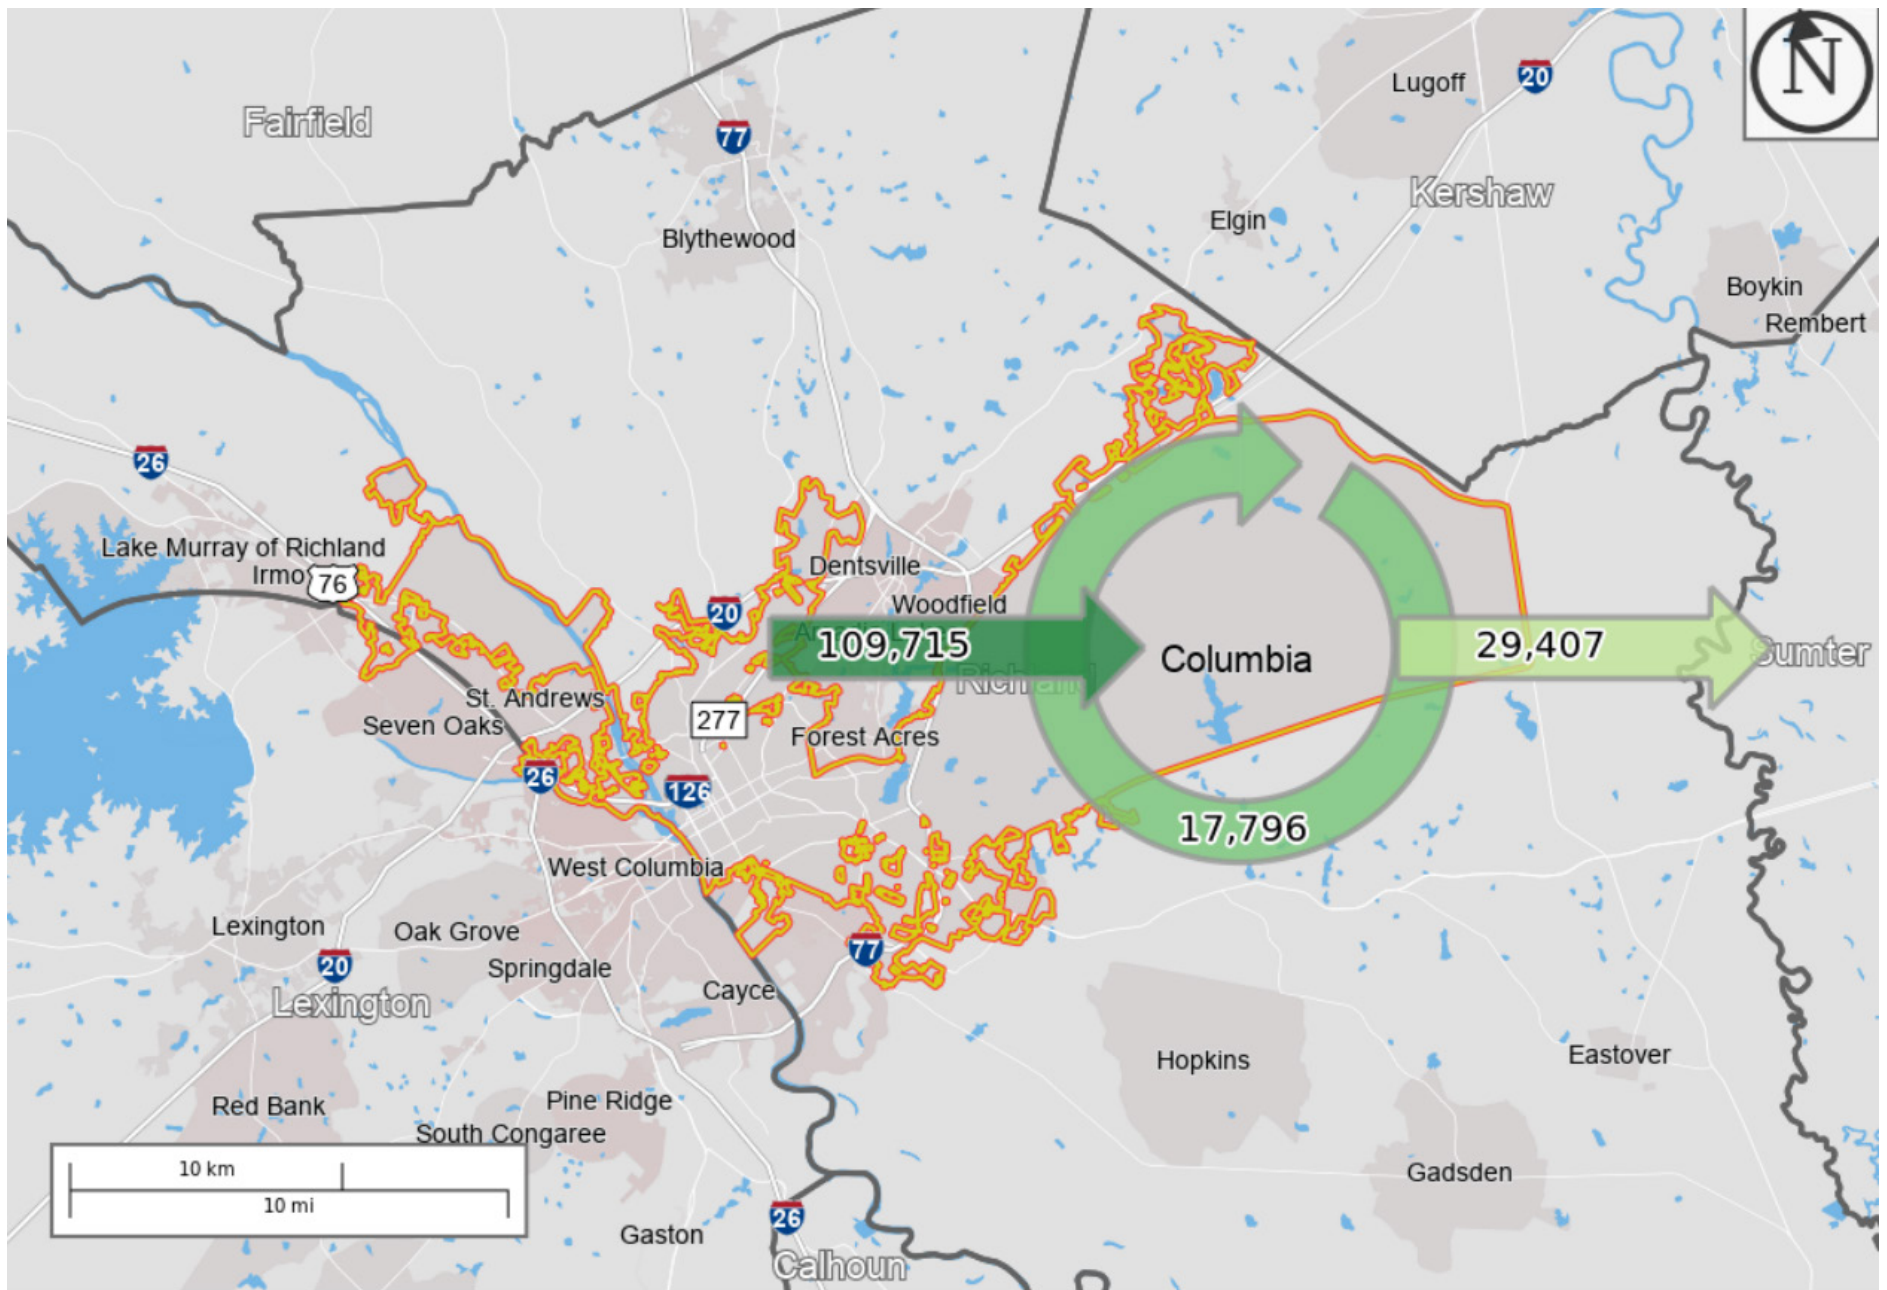 N
Lugoff
20
Fairfield
77
Kershaw
Elgin
Blythewood
Boykin
Rembert
26
Lake Murray of Richland
Irmo
76
Dentsville
20
Woodfield
109,715
Columbia
29,407
Sumter
Richland
St. Andrews
Seven Oaks
277
Forest Acres
26
126
17,796
West Columbia
Lexington
Oak Grove
77
20
Springdale
Lexington
Cayce
Hopkins
Eastover
Red Bank
Pine Ridge
South Congaree
10 km
10 mi
Gadsden
26
Gaston
Calhoun